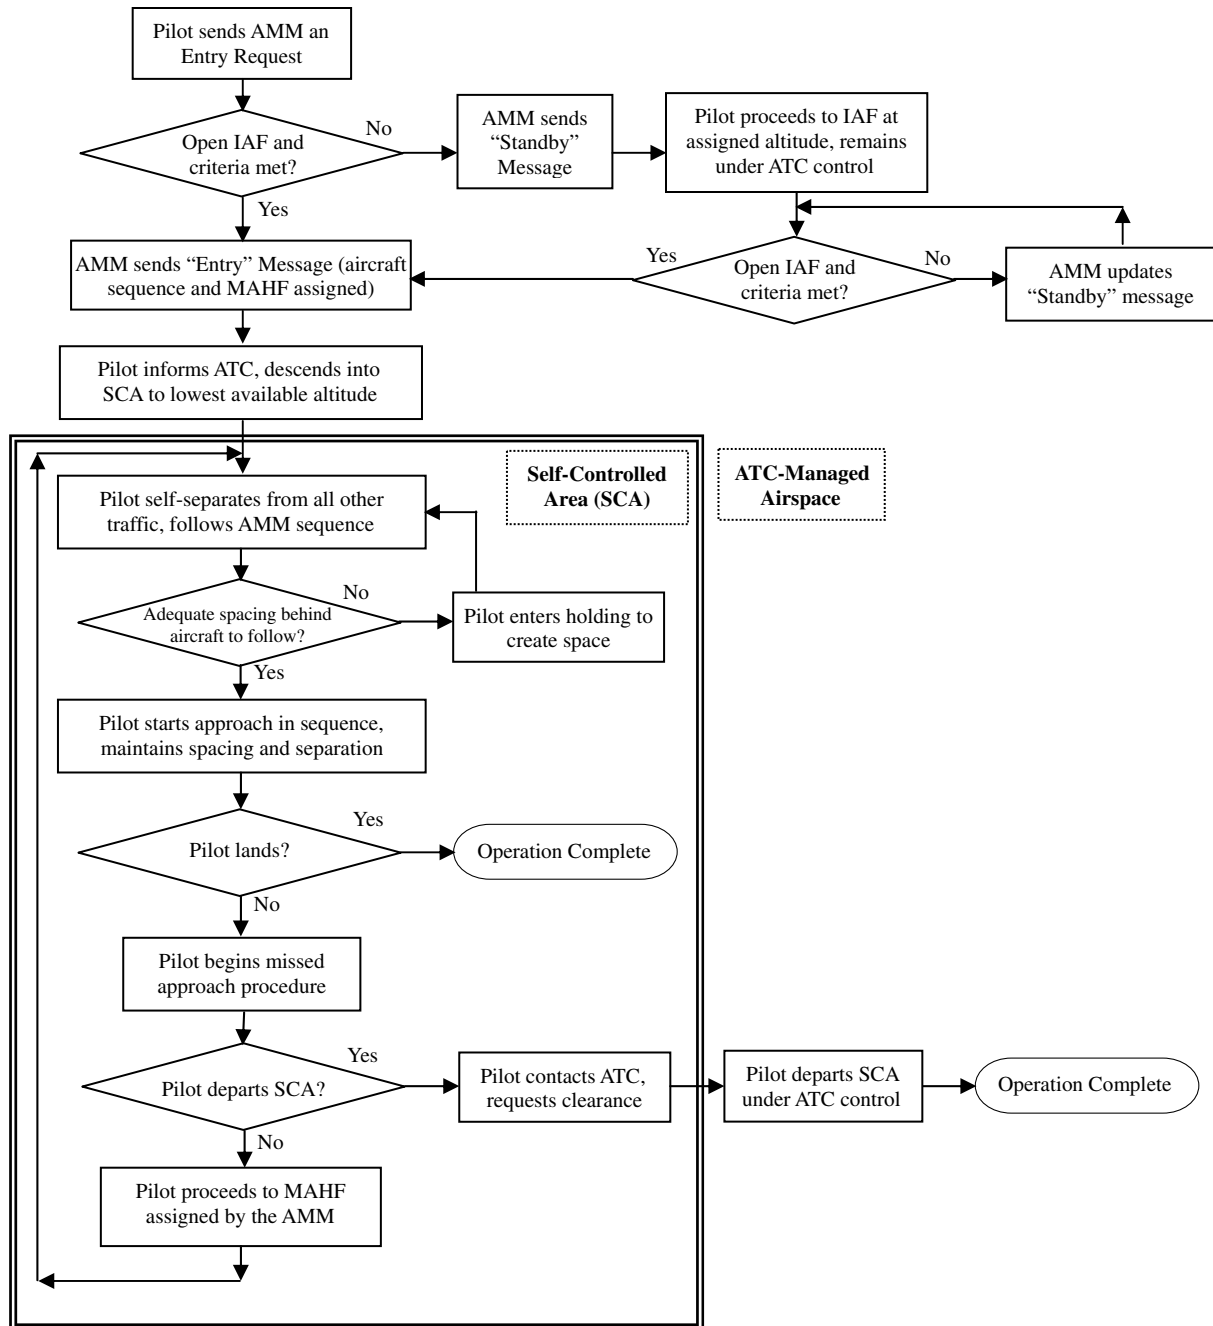 Pilot sends AMM an
Entry Request
Open IAF and
criteria met?
No
AMM sends
“Standby”
Message
Pilot proceeds to IAF at
assigned altitude, remains
under ATC control
Yes
AMM sends “Entry” Message (aircraft
sequence and MAHF assigned)
Yes
Open IAF and
criteria met?
No
AMM updates
“Standby” message
Pilot informs ATC, descends into
SCA to lowest available altitude
Self-Controlled
Area (SCA)
ATC-Managed
Airspace
Pilot self-separates from all other
traffic, follows AMM sequence
Adequate spacing behind
aircraft to follow?
No
Pilot enters holding to
create space
Yes
Pilot starts approach in sequence,
maintains spacing and separation
Pilot lands?
Yes
Operation Complete
No
Pilot begins missed
approach procedure
Pilot departs SCA?
Yes
Pilot contacts ATC,
requests clearance
Pilot departs SCA
under ATC control
Operation Complete
No
Pilot proceeds to MAHF
assigned by the AMM